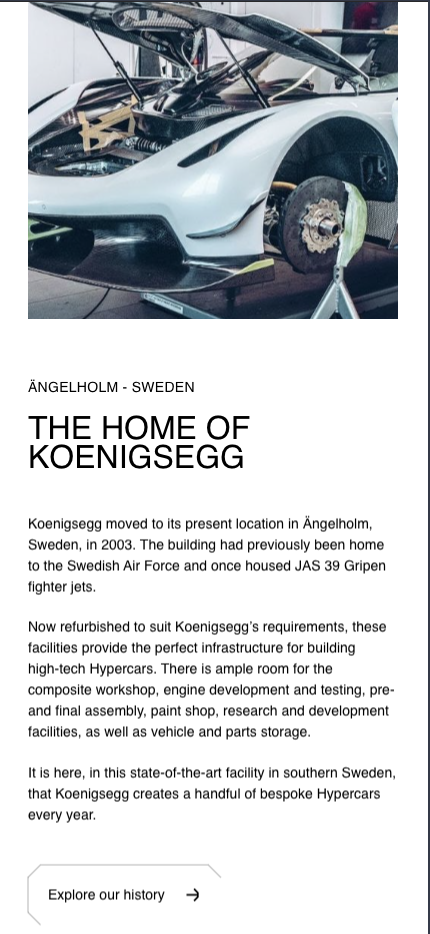 ÄNGELHOLM - SWEDEN
THE HOME OF
KOENIGSEGG
Koenigsegg moved to its present location in Ängelholm,
Sweden, in 2003. The building had previously been home
to the Swedish Air Force and once housed JAS 39 Gripen
fighter jets.
Now refurbished to suit Koenigsegg’s requirements, these
facilities provide the perfect infrastructure for building
high-tech Hypercars. There is ample room for the
composite workshop, engine development and testing, pre-
and final assembly, paint shop, research and development
facilities, as well as vehicle and parts storage.
It is here, in this state-of-the-art facility in southern Sweden,
that Koenigsegg creates a handful of bespoke Hypercars
every year.
Explore our history